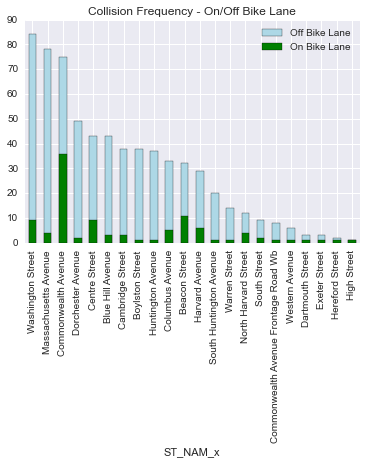 Collision Frequency - On/Off Bike Lane
Off Bike Lane
On Bike Lane
90
80
70
60
50
40
30
20
10
0
Washington Street
Massachusetts Avenue
Commonwealth Avenue
Dorchester Avenue
Centre Street
Blue Hill Avenue
Cambridge Street
Boylston Street
Huntington Avenue
Columbus Avenue
Beacon Street
Harvard Avenue
South Huntington Avenue
Warren Street
North Harvard Street
South Street
Commonwealth Avenue Frontage Road Wb
Western Avenue
Dartmouth Street
Exeter Street
Hereford Street
High Street
ST_NAM_x